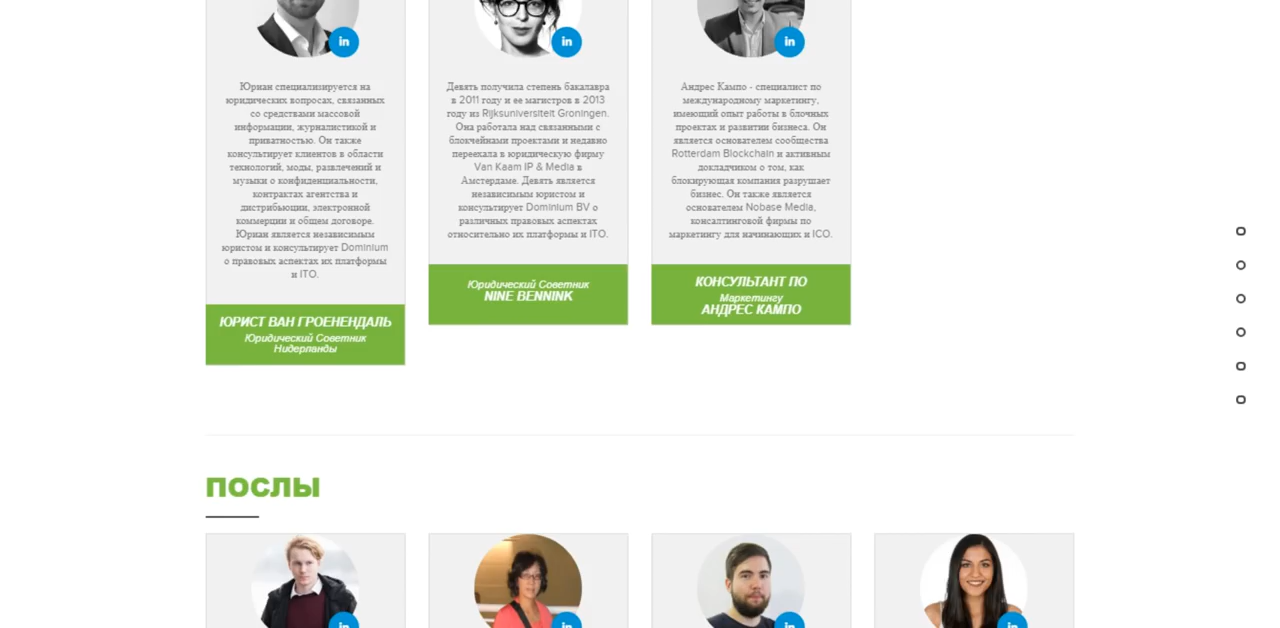 in
in
in
Юриан специализируется на
юридических вопросах, связанных
со средствами массовой
информации, журналистикой и
приватностью. Он также
консультирует клиентов в области
технологий, моды, развлечений и
музыки о конфиденциальности,
контрактах агентства и
дистрибьюции, электронной
коммерции и общем договоре.
Юриан является независимым
юристом и консультирует Dominium
о правовых аспектах их платформы
и ITO.
ЮРИСТ ВАН ГРОЕНЕНДАЛЬ
Юридический Советник
Нидерланды
Девять получила степень бакалавра
в 2011 году и ее магистров в 2013
году из Rijksuniversiteit Groningen.
Она работала над связанными с
блокчейнами проектами и недавно
переехала в юридическую фирму
Van Kaam IP & Media в
Амстердаме. Девять является
независимым юристом и
консультирует Dominium BV о
различных правовых аспектах
относительно их платформы и ITO.
Юридический Советник
NINE BENNINK
Андрес Кампо - специалист по
международному маркетингу,
имеющий опыт работы в блочных
проектах и развитии бизнеса. Он
является основателем сообщества
Rotterdam Blockchain и активным
докладчиком о том, как
блокирующая компания разрушает
бизнес. Он также является
основателем Nobase Media,
консалтинговой фирмы по
маркетингу для начинающих и ICO.
КОНСУЛЬТАНТ ПО
Маркетингу
АНДРЕС КАМПО
ПОСЛЫ
in
in
in
in